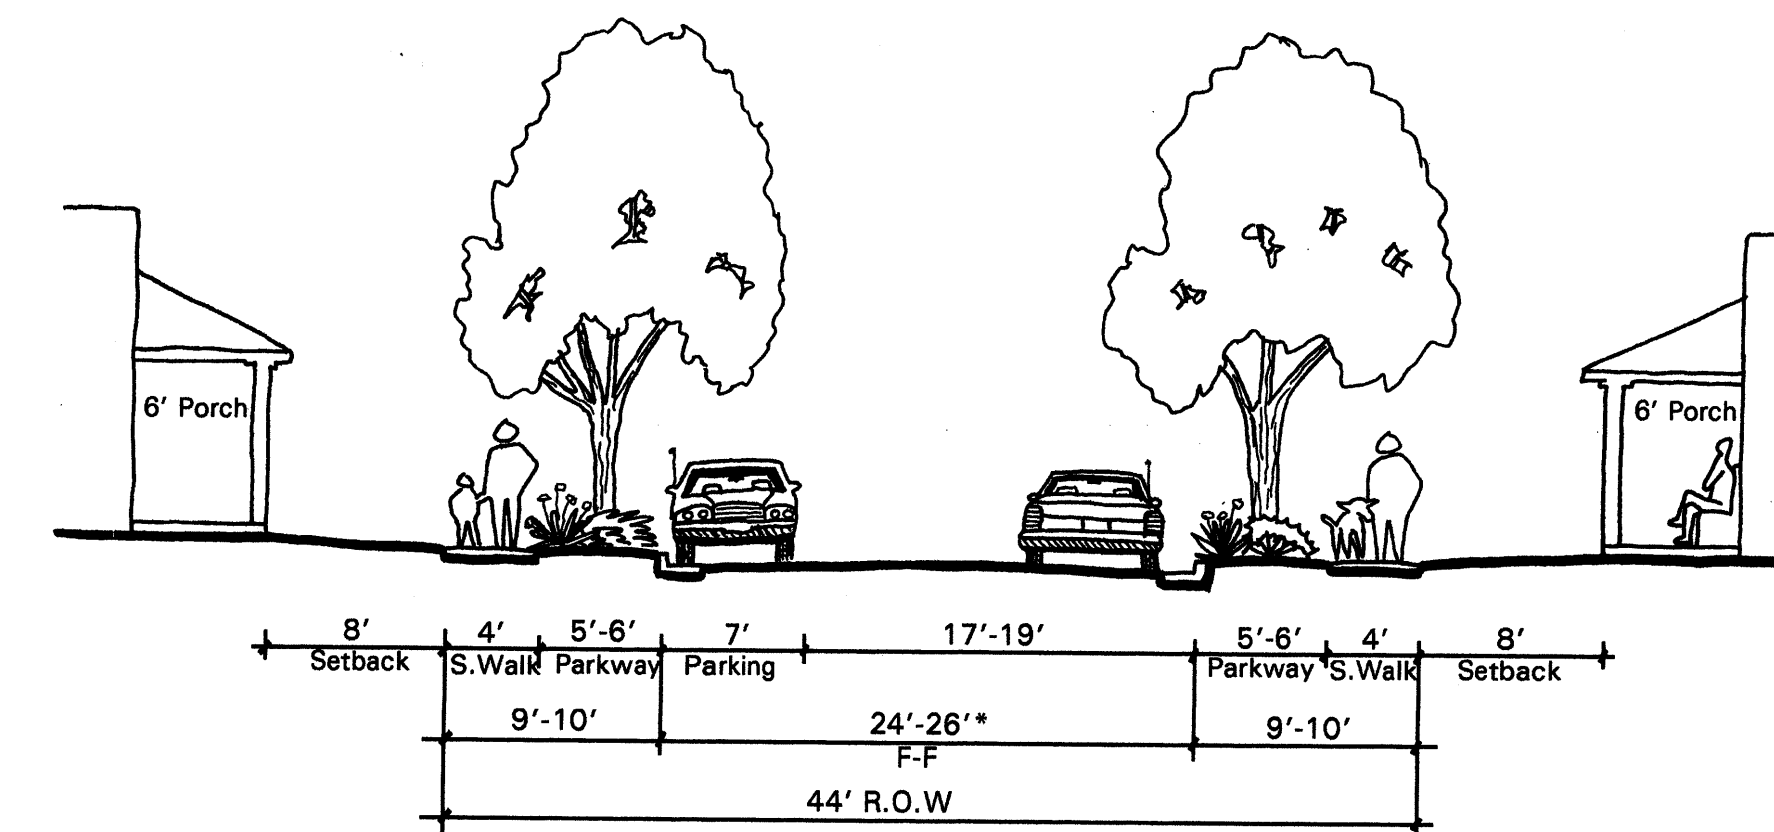 6' Porch
6' Porch
8' 4' 5'-6' 7' 17'-19' 5'-6' 4' 8'
Setback S.Walk Parkway Parking Parkway S.Walk Setback
9'-10' 24'-26'* 9'-10'
F-F
44' R.O.W